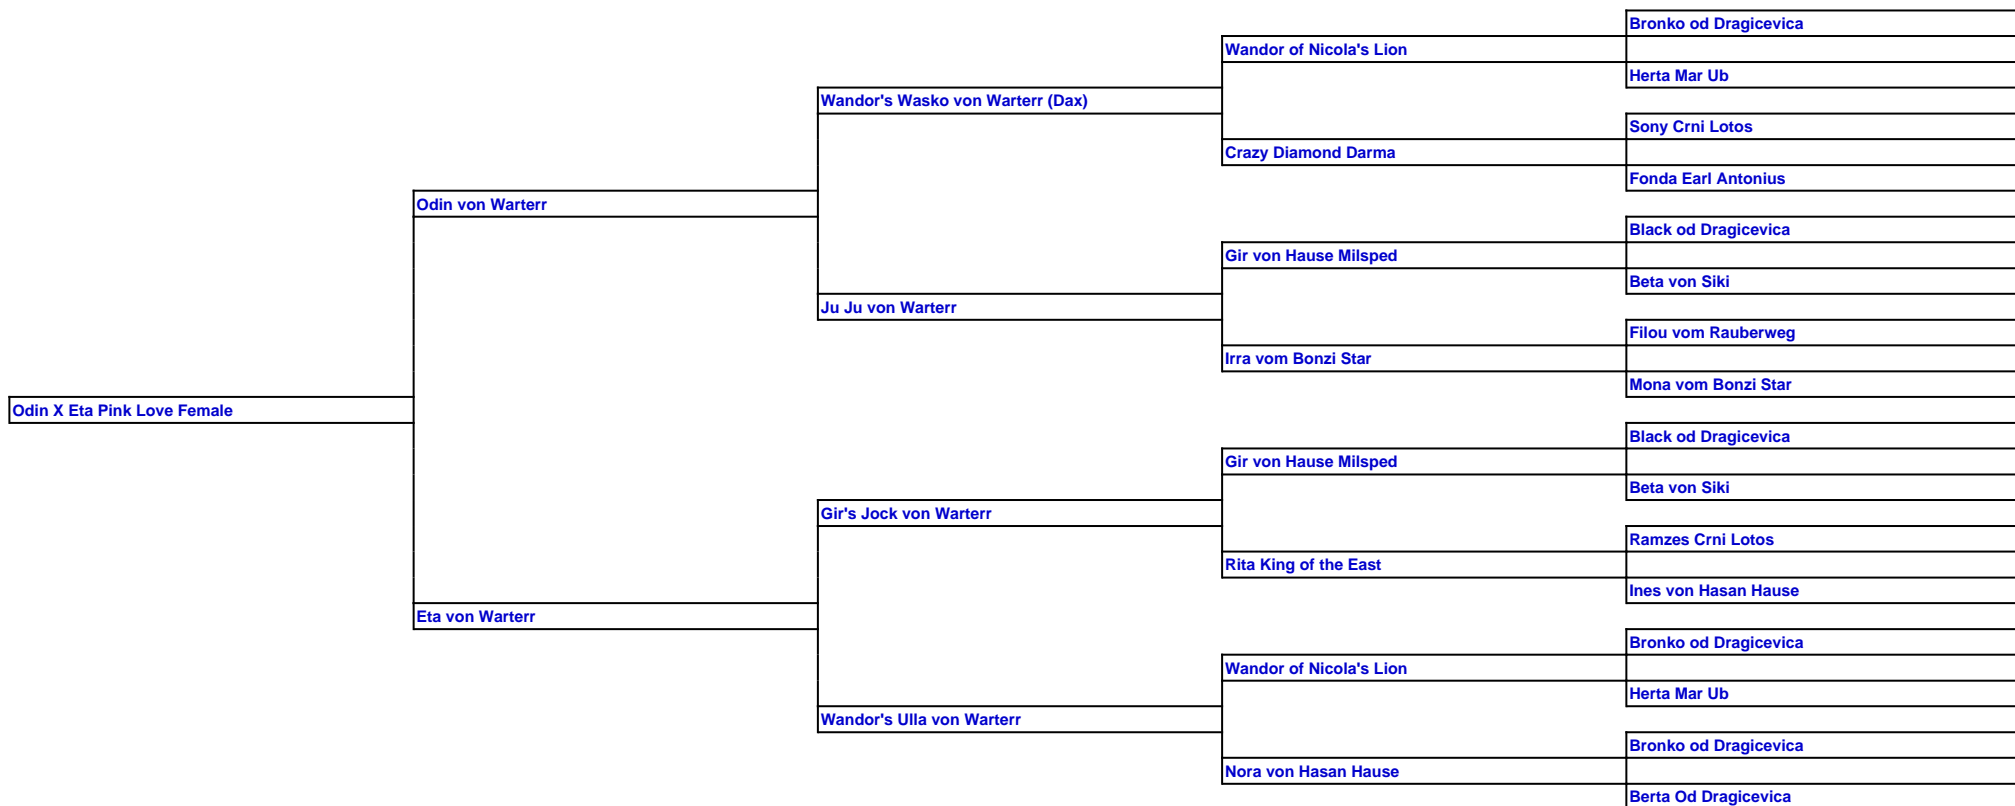 Bronko od Dragicevica
Wandor of Nicola's Lion
Herta Mar Ub
Wandor's Wasko von Warterr (Dax)
Sony Crni Lotos
Crazy Diamond Darma
Fonda Earl Antonius
Odin von Warterr
Black od Dragicevica
Gir von Hause Milsped
Beta von Siki
Ju Ju von Warterr
Filou vom Rauberweg
Irra vom Bonzi Star
Mona vom Bonzi Star
Odin X Eta Pink Love Female
Black od Dragicevica
Gir von Hause Milsped
Beta von Siki
Gir's Jock von Warterr
Ramzes Crni Lotos
Rita King of the East
Ines von Hasan Hause
Eta von Warterr
Bronko od Dragicevica
Wandor of Nicola's Lion
Herta Mar Ub
Wandor's Ulla von Warterr
Bronko od Dragicevica
Nora von Hasan Hause
Berta Od Dragicevica